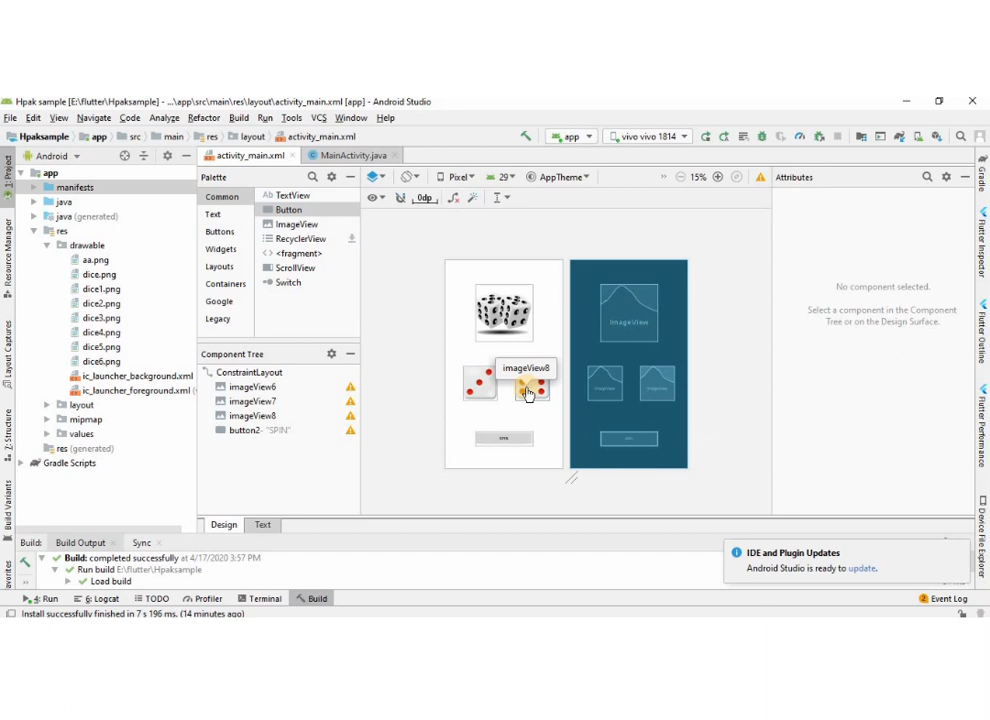 Hpak sample [E:\flutter\Hpaksample] - ...\app\src\main\res\layout\activity_main.xml [app] - Android Studio
File Edit View Navigate Code Analyze Refactor Build Run Tools VCS Window Help
Hpaksample app src main res layout activity_main.xml app vivo vivo 1814
Android activity_main.xml MainActivity.java
1: Project
Resource Manager
Layout Captures
7: Structure
Build Variants
avorites
app
manifests
java
java (generated)
res
drawable
aa.png
dice.png
dice1.png
dice2.png
dice3.png
dice4.png
dice5.png
dice6.png
ic_launcher_background.xml
ic_launcher_foreground.xml (
layout
mipmap
values
res (generated)
Gradle Scripts
Palette
Common
Text
Buttons
Widgets
Layouts
Containers
Google
Legacy
Ab TextView
Button
ImageView
RecyclerView
<> <fragment>
ScrollView
Switch
Component Tree
ConstraintLayout
imageView6
imageView7
imageView8
button2- "SPIN"
Pixel 29 AppTheme 15%
0dp
imageView8
SPIN
ImageView
Attributes
No component selected.
Select a component in the Component
Tree or on the Design Surface.
Gradle
Flutter Inspector
Flutter Outline
Flutter Performance
Device File Explorer
Design Text
Build: Build Output Sync
Build: completed successfully at 4/17/2020 3:57 PM
Run build E:\flutter\Hpaksample
Load build
IDE and Plugin Updates
Android Studio is ready to update.
4: Run 6: Logcat TODO Profiler Terminal Build 2 Event Log
Install successfully finished in 7 s 196 ms. (14 minutes ago)